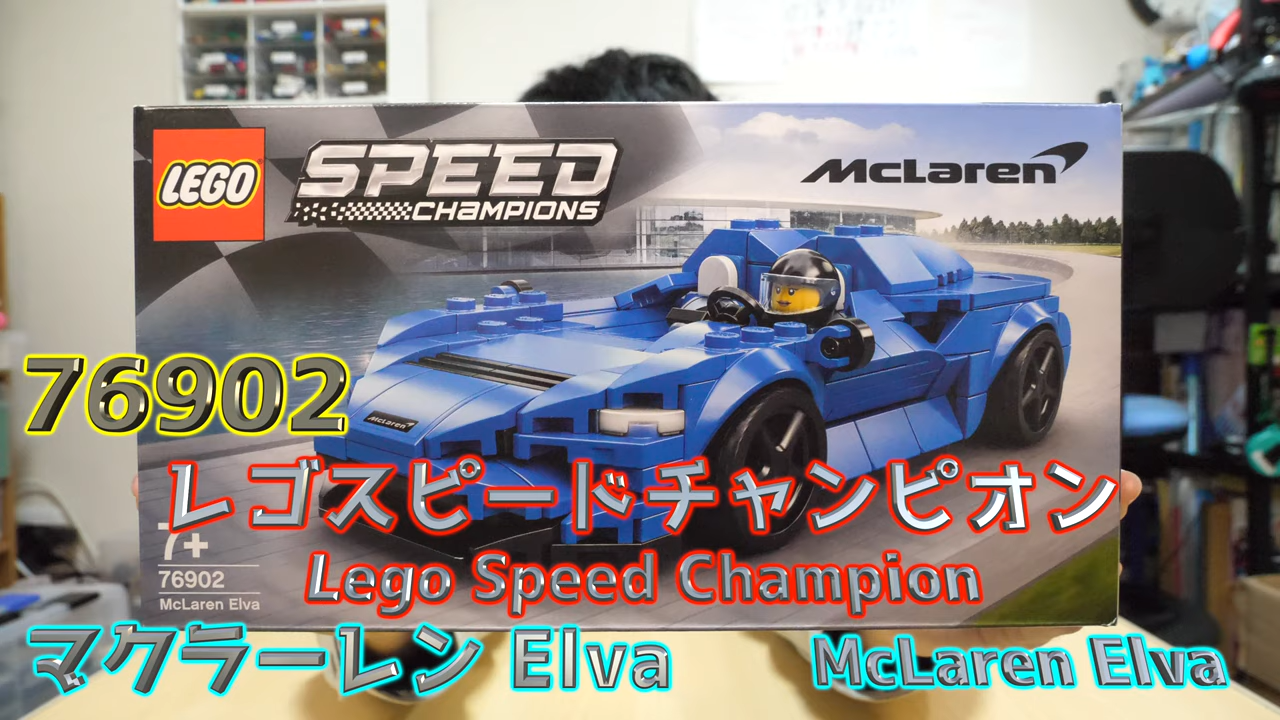 LEGO
SPEED
CHAMPIONS
McLaren
McLaren
76902
レゴスピードチャンピオン
7+
Lego Speed Champion
76902
McLaren Elva
マクラーレン Elva
McLaren Elva